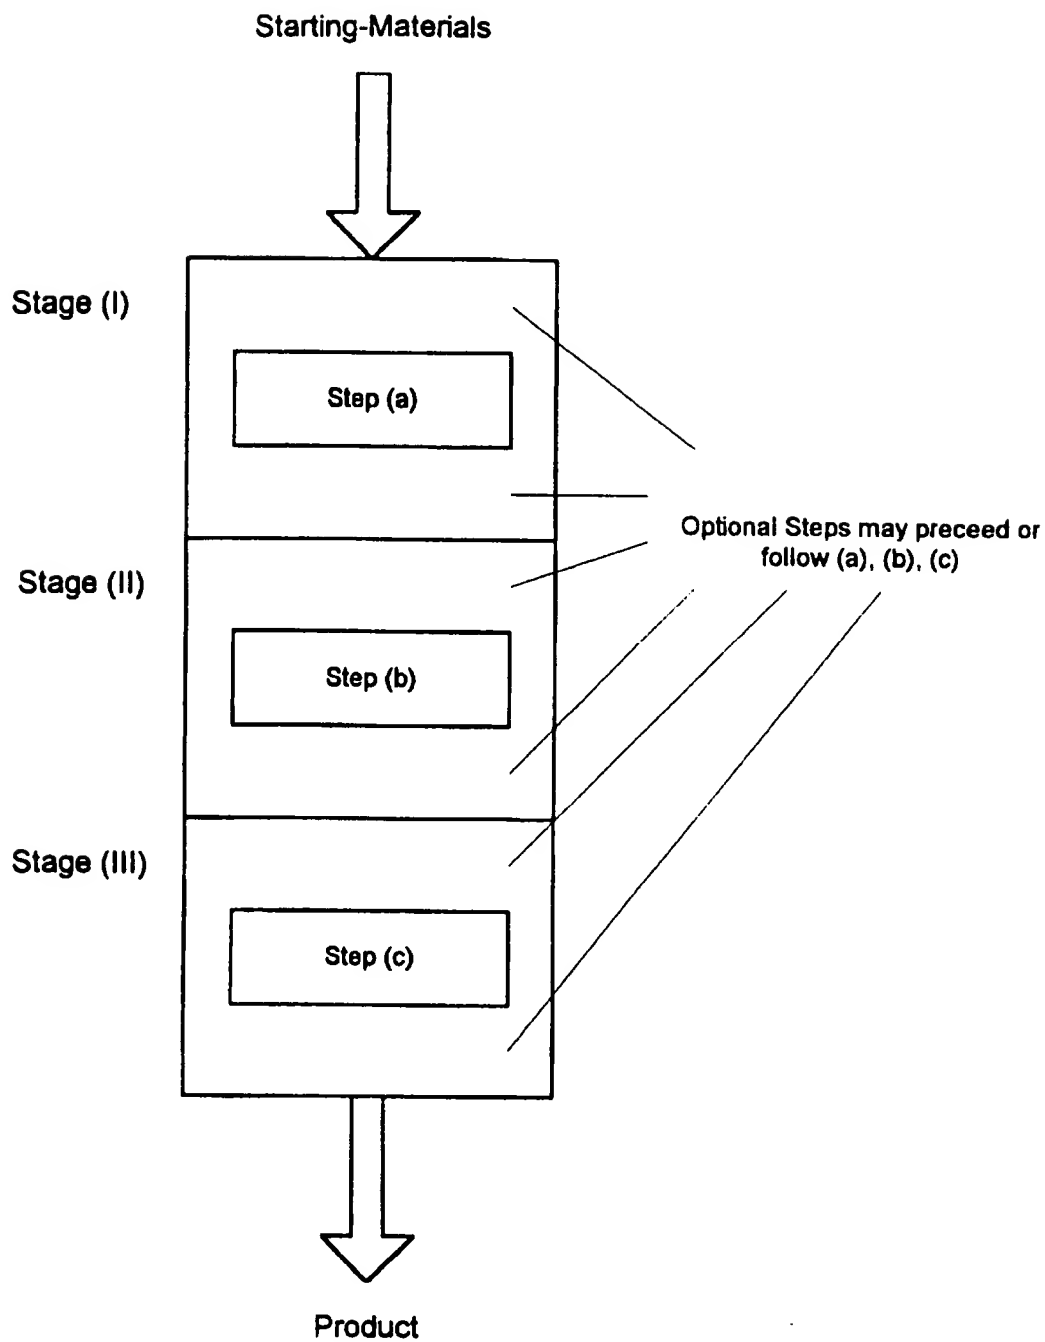 Starting-Materials
Stage (I)
Step (a)
Optional Steps may preceed or
follow (a), (b), (c)
Stage (II)
Step (b)
Stage (III)
Step (c)
Product